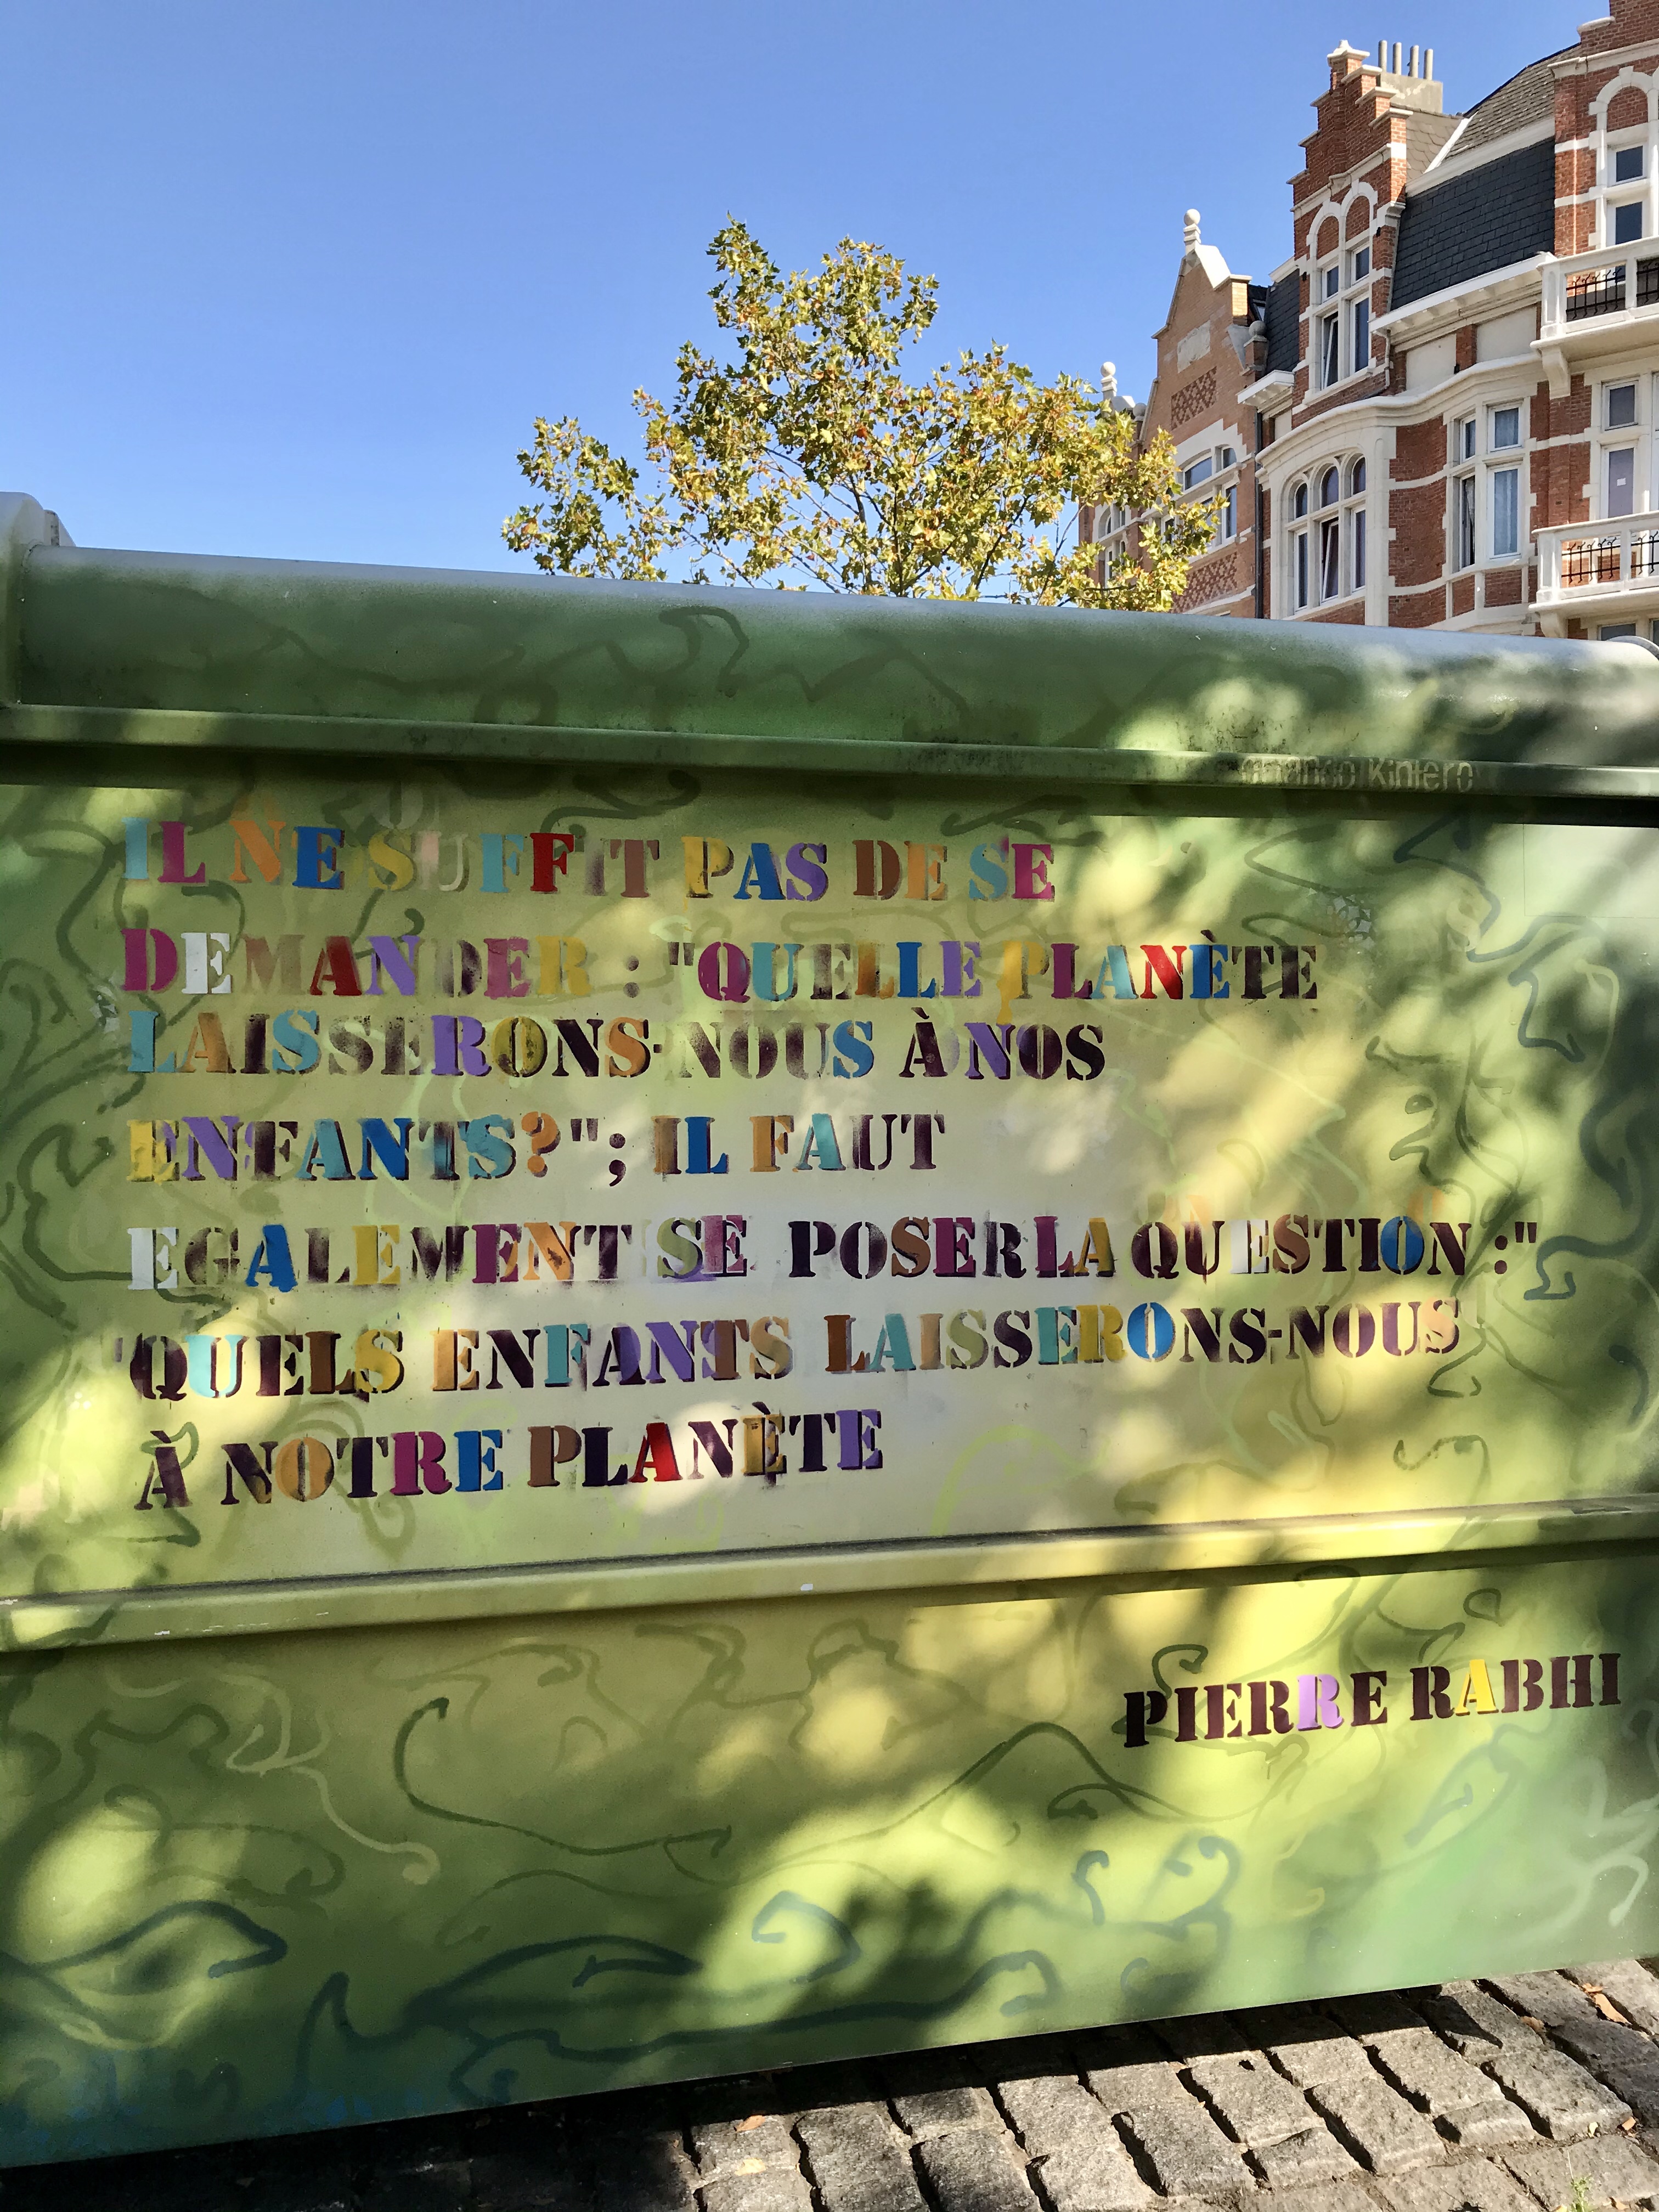 Kintero
IL NE SUFFIT PAS DE SE
DEMANDER : "QUELLE PLANÈTE
LAISSERONS-NOUS À NOS
ENFANTS?"; IL FAUT
EGALEMENT SE POSER LA QUESTION :"
"QUELS ENFANTS LAISSERONS-NOUS
À NOTRE PLANÈTE
PIERRE RABHI